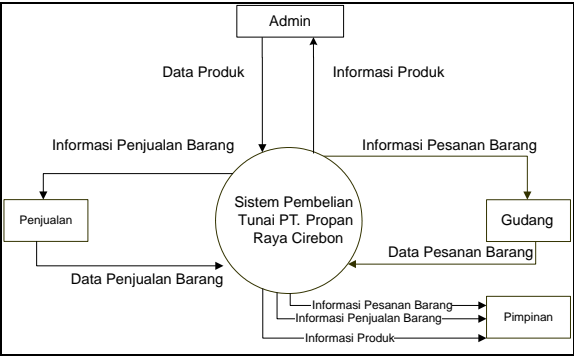 Admin
Data Produk
Informasi Produk
Informasi Penjualan Barang
Informasi Pesanan Barang
Penjualan
Sistem Pembelian
Tunai PT. Propan
Raya Cirebon
Gudang
Data Pesanan Barang
Data Penjualan Barang
Informasi Pesanan Barang
Informasi Penjualan Barang
Informasi Produk
Pimpinan